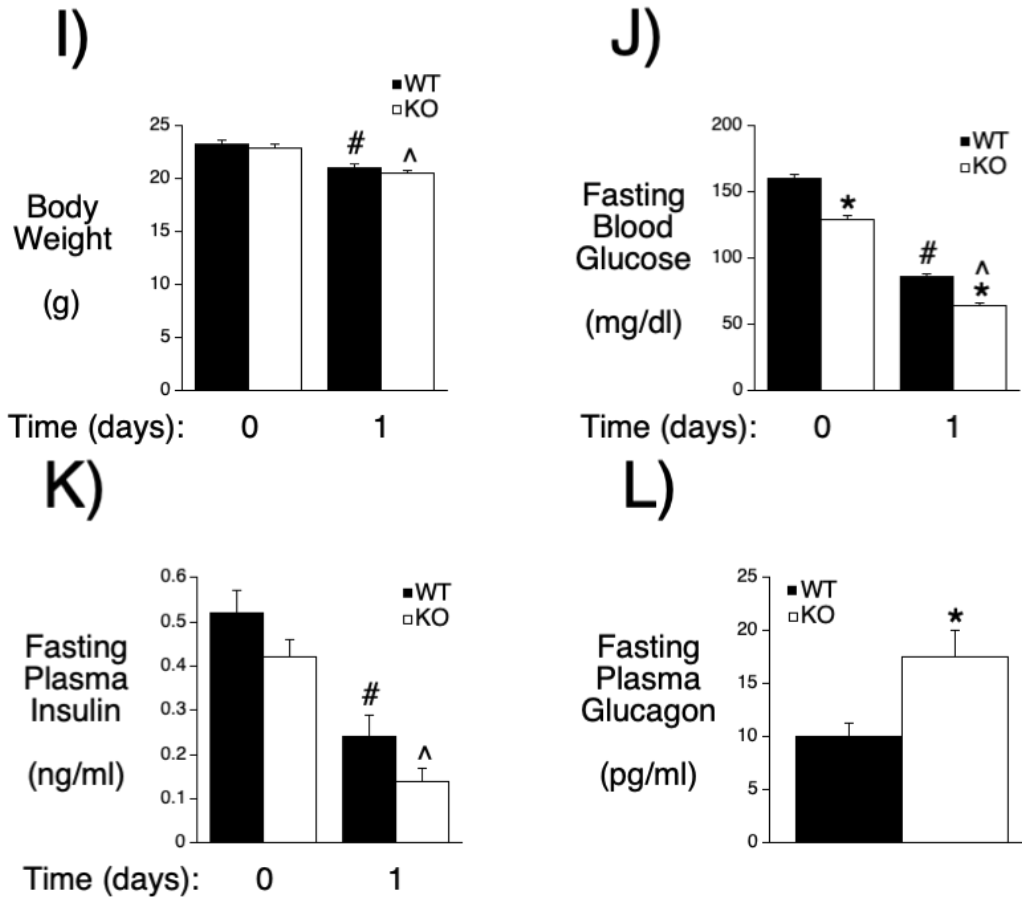 I)
WT
KO
25
20
15
10
5
0
Body
Weight
(g)
#
^
Time (days): 0 1
J)
WT
KO
200
150
100
50
0
Fasting
Blood
Glucose
(mg/dl)
*
#
^
*
Time (days): 0 1
K)
WT
KO
0.6
0.5
0.4
0.3
0.2
0.1
0
Fasting
Plasma
Insulin
(ng/ml)
#
^
Time (days): 0 1
L)
WT
KO
25
20
15
10
5
0
Fasting
Plasma
Glucagon
(pg/ml)
*